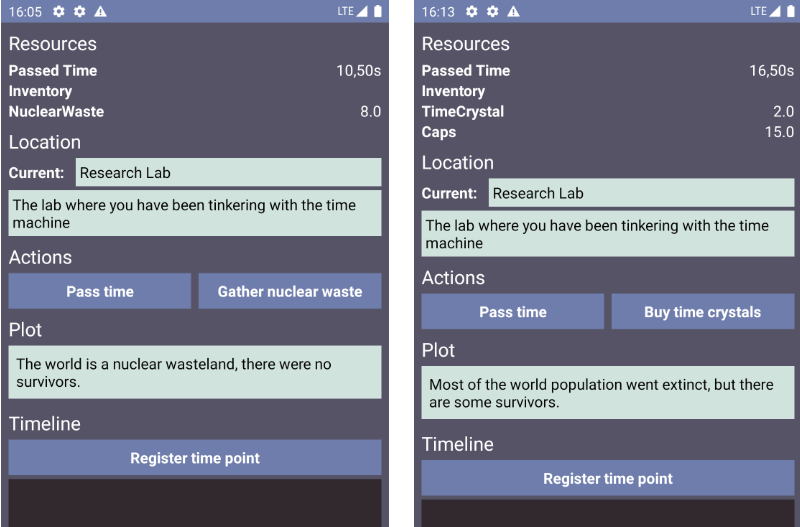 16:05 LTE
Resources
Passed Time 10,50s
Inventory
NuclearWaste 8.0
Location
Current: Research Lab
The lab where you have been tinkering with the time
machine
Actions
Pass time Gather nuclear waste
Plot
The world is a nuclear wasteland, there were no
survivors.
Timeline
Register time point
16:13 LTE
Resources
Passed Time 16,50s
Inventory
TimeCrystal 2.0
Caps 15.0
Location
Current: Research Lab
The lab where you have been tinkering with the time
machine
Actions
Pass time Buy time crystals
Plot
Most of the world population went extinct, but there
are some survivors.
Timeline
Register time point